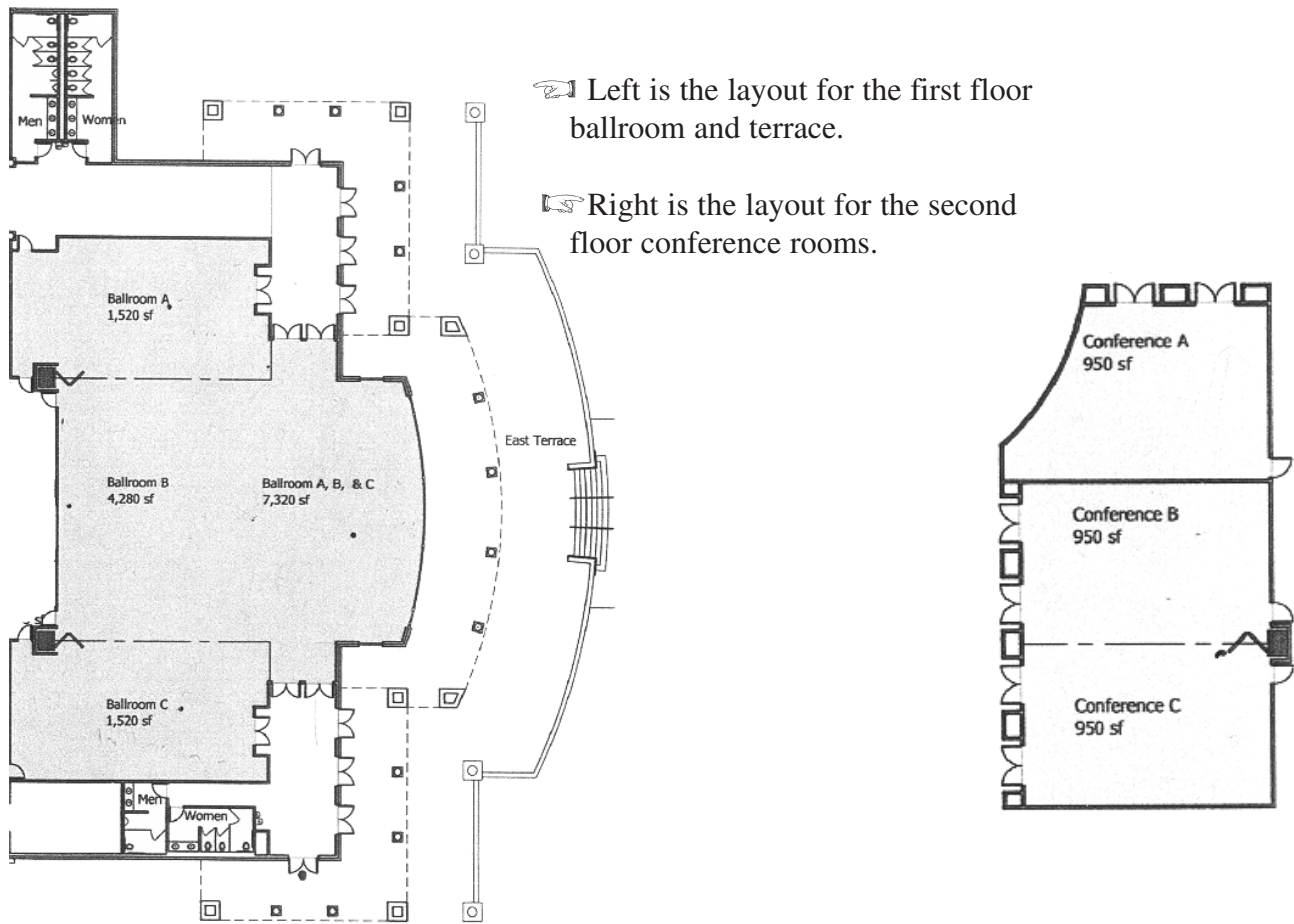 Left is the layout for the first floor
ballroom and terrace.
Right is the layout for the second
floor conference rooms.
Men
Women
Ballroom A
1,520 sf
Ballroom B
4,280 sf
Ballroom A, B, & C
7,320 sf
East Terrace
Ballroom C
1,520 sf
Men
Women
Conference A
950 sf
Conference B
950 sf
Conference C
950 sf